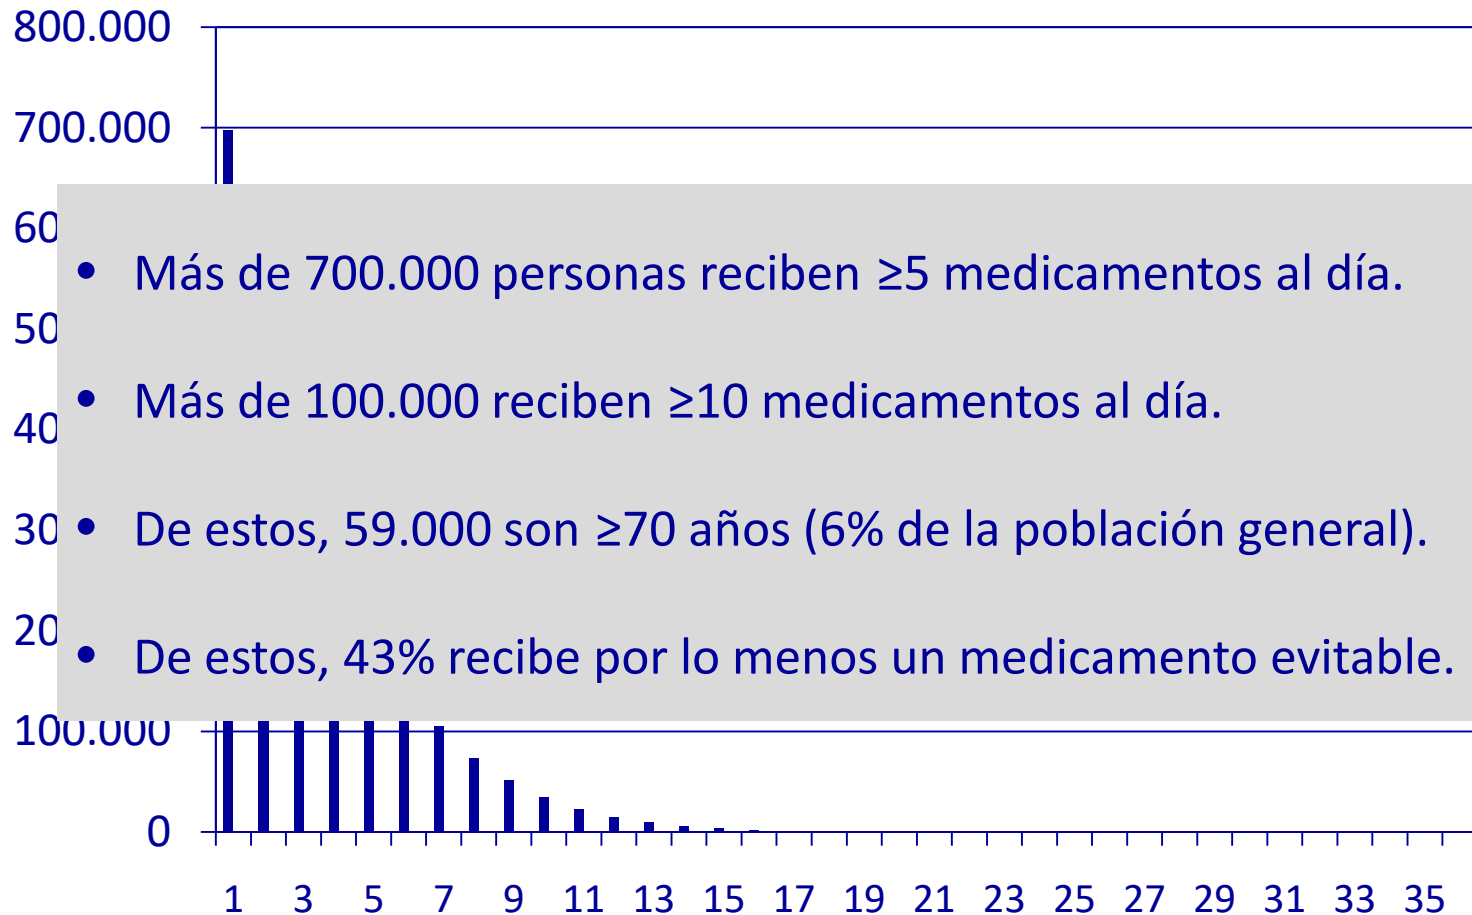 800.000
700.000
60
• Más de 700.000 personas reciben ≥5 medicamentos al día.
50
• Más de 100.000 reciben ≥10 medicamentos al día.
40
30
• De estos, 59.000 son ≥70 años (6% de la población general).
20
• De estos, 43% recibe por lo menos un medicamento evitable.
100.000
0
1 3 5 7 9 11 13 15 17 19 21 23 25 27 29 31 33 35